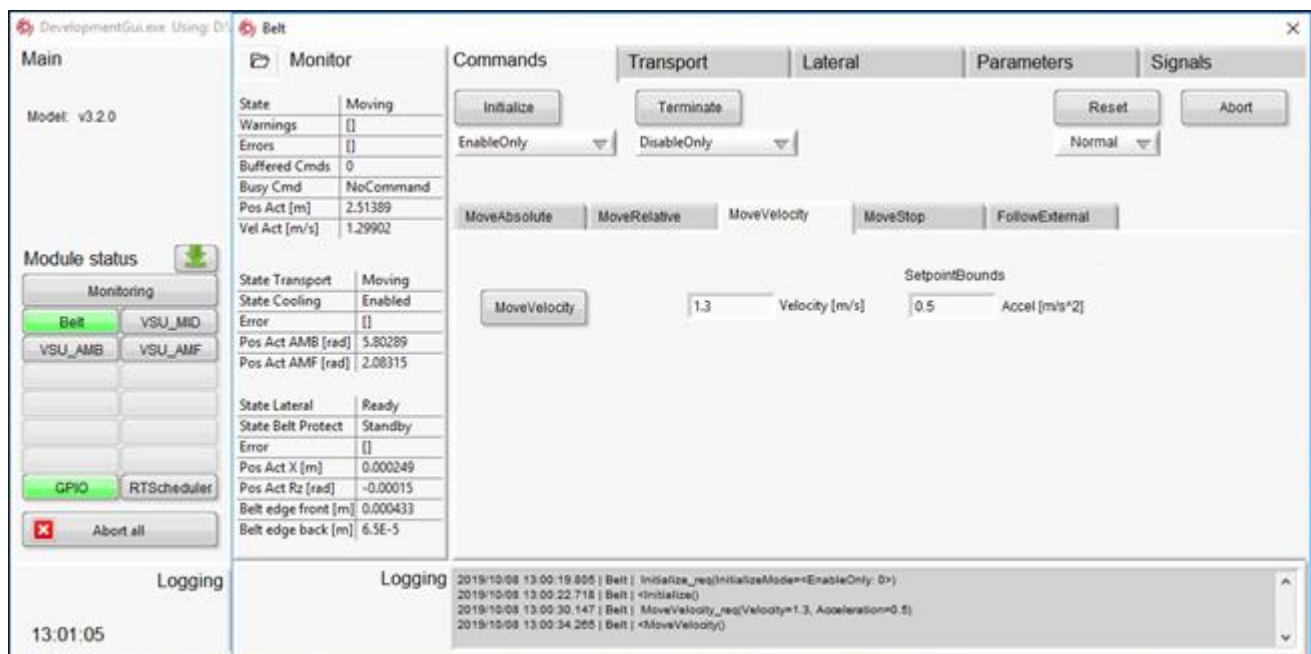 DevelopmentGui.exe Using: D:\
Main
Model: v3.2.0
Module status
Monitoring
Belt VSU_MID
VSU_AMB VSU_AMF
GPIO RTScheduler
Abort all
Logging
13:01:05
Belt
Monitor
State Moving
Warnings []
Errors []
Buffered Cmds 0
Busy Cmd NoCommand
Pos Act [m] 2.51389
Vel Act [m/s] 1.29902
State Transport Moving
State Cooling Enabled
Error []
Pos Act AMB [rad] 5.80289
Pos Act AMF [rad] 2.08315
State Lateral Ready
State Belt Protect Standby
Error []
Pos Act X [m] 0.000249
Pos Act Rz [rad] -0.00015
Belt edge front [m] 0.000433
Belt edge back [m] 6.5E-5
Commands Transport Lateral Parameters Signals
Initialize Terminate Reset Abort
EnableOnly DisableOnly Normal
MoveAbsolute MoveRelative MoveVelocity MoveStop FollowExternal
SetpointBounds
MoveVelocity 1.3 Velocity [m/s] 0.5 Accel [m/s^2]
Logging
2019/10/08 13:00:19.805 | Belt | Initialize_req(InitializeMode=<EnableOnly: 0>)
2019/10/08 13:00:22.718 | Belt | <Initialize()
2019/10/08 13:00:30.147 | Belt | MoveVelocity_req(Velocity=1.3, Acceleration=0.5)
2019/10/08 13:00:34.265 | Belt | <MoveVelocity()